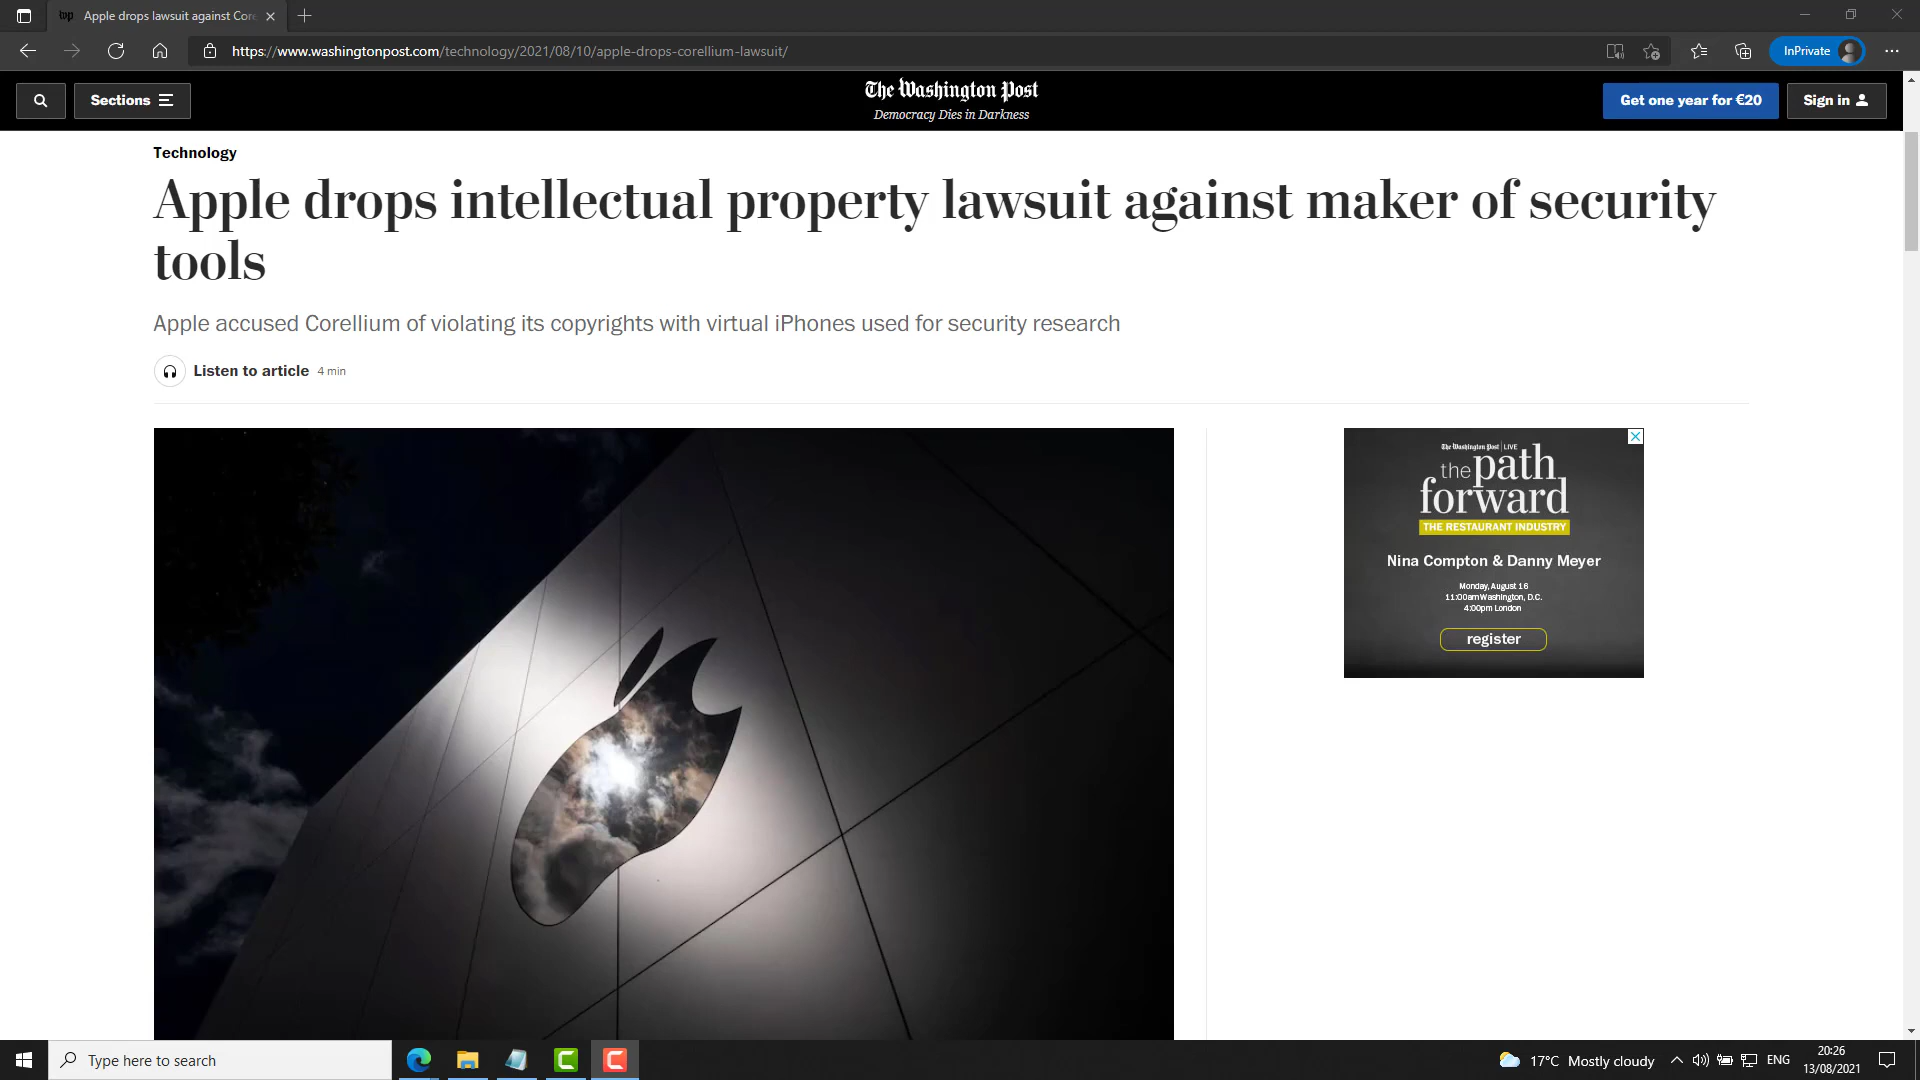 wp Apple drops lawsuit against Core
https://www.washingtonpost.com/technology/2021/08/10/apple-drops-corellium-lawsuit/
InPrivate
Sections
The Washington Post
Democracy Dies in Darkness
Get one year for €20
Sign in
Technology
Apple drops intellectual property lawsuit against maker of security
tools
Apple accused Corellium of violating its copyrights with virtual iPhones used for security research
Listen to article 4 min
The Washington Post | LIVE
the path
forward
THE RESTAURANT INDUSTRY
Nina Compton & Danny Meyer
Monday, August 16
11:00am Washington, D.C.
4:00pm London
register
Type here to search
17°C Mostly cloudy
ENG
20:26
13/08/2021